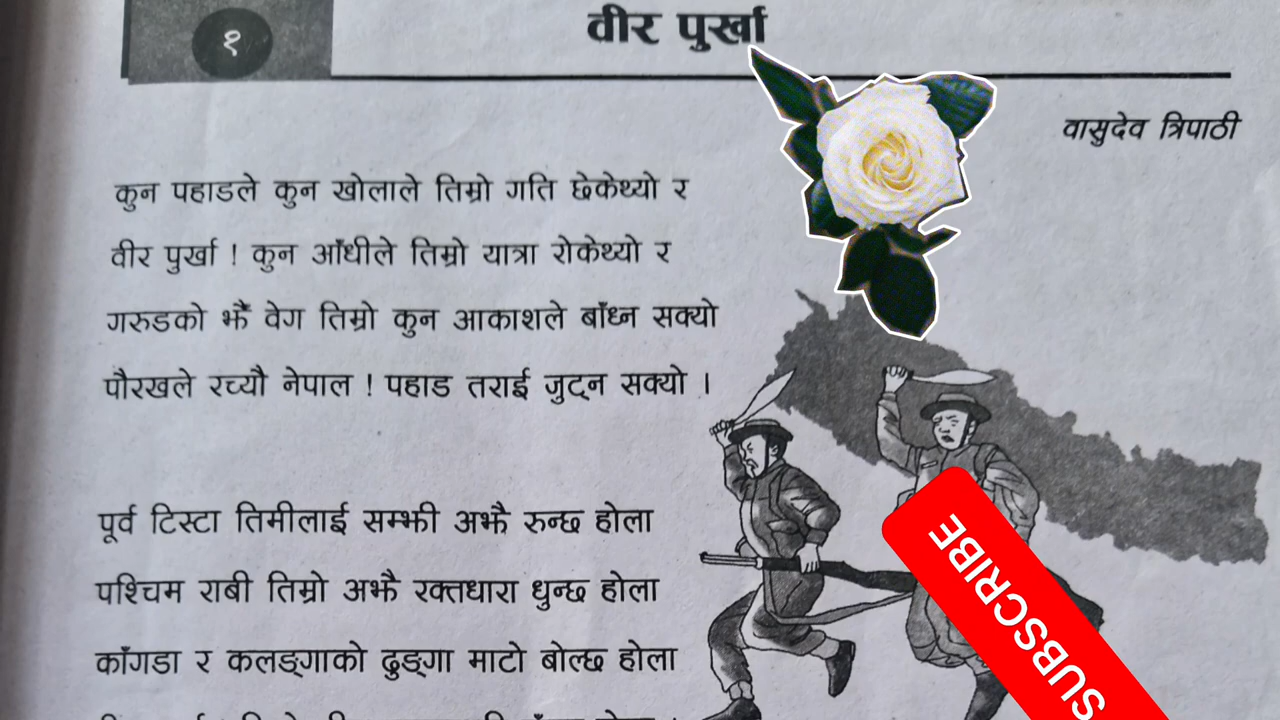 १
वीर पुर्खा
वासुदेव त्रिपाठी
कुन पहाडले कुन खोलाले तिम्रो गति छेकेथ्यो र
वीर पुर्खा ! कुन आँधीले तिम्रो यात्रा रोकेथ्यो र
गरुडको झैँ वेग तिम्रो कुन आकाशले बाँध्न सक्यो
पौरखले रच्यौ नेपाल ! पहाड तराई जुट्न सक्यो ।
पूर्व टिस्टा तिमीलाई सम्झी अझै रुन्छ होला
पश्चिम राबी तिम्रो अझै रक्तधारा धुन्छ होला
काँगडा र कलङ्गाको ढुङ्गा माटो बोल्छ होला
SUBSCRIBE